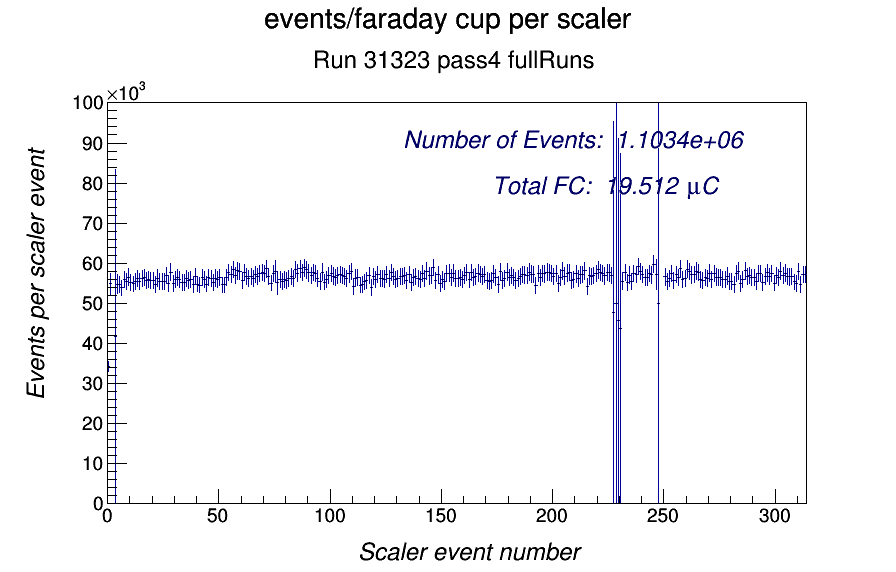 events/faraday cup per scaler
Run 31323 pass4 fullRuns
×10³
100
90
80
70
60
50
40
30
20
10
0
Events per scaler event
Number of Events: 1.1034e+06
Total FC: 19.512 μC
0 50 100 150 200 250 300
Scaler event number